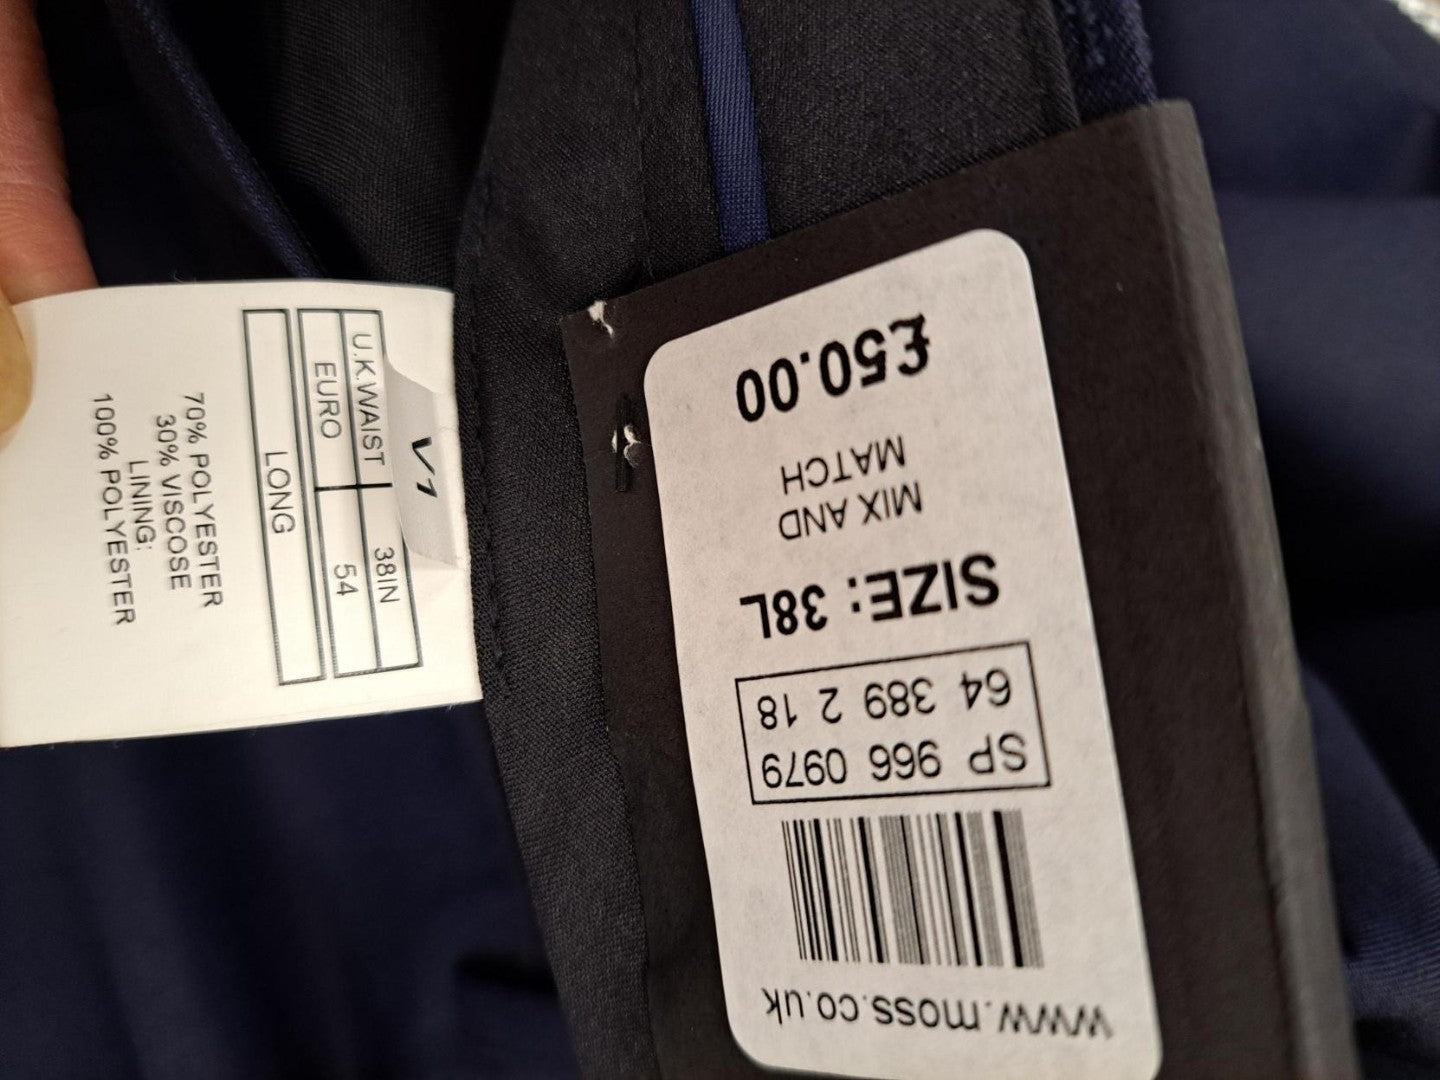 V1
U.K.WAIST 38IN
EURO 54
LONG
70% POLYESTER
30% VISCOSE
LINING:
100% POLYESTER
www.moss.co.uk
SP 966 0979
64 389 2 18
SIZE: 38L
MIX AND
MATCH
£50.00